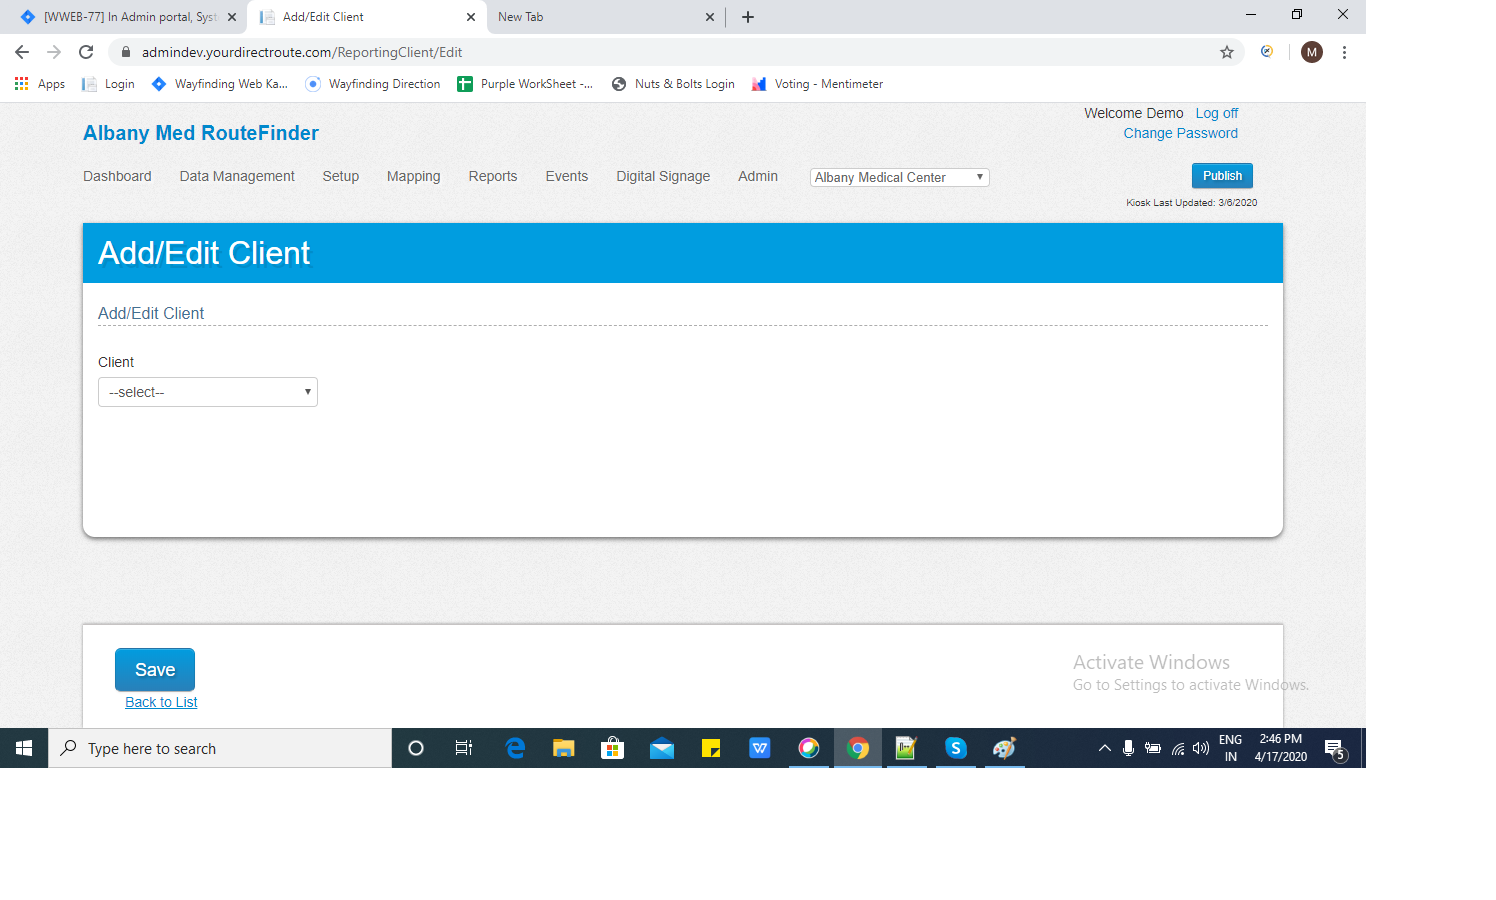 [WWEB-77] In Admin portal, Syst
Add/Edit Client
New Tab
admindev.yourdirectroute.com/ReportingClient/Edit
M
Apps
Login
Wayfinding Web Ka...
Wayfinding Direction
Purple WorkSheet -...
Nuts & Bolts Login
Voting - Mentimeter
Welcome Demo Log off
Change Password
Albany Med RouteFinder
Dashboard Data Management Setup Mapping Reports Events Digital Signage Admin Albany Medical Center
Publish
Kiosk Last Updated: 3/6/2020
Add/Edit Client
Add/Edit Client
Client
--select--
Save
Back to List
Activate Windows
Go to Settings to activate Windows.
Type here to search
ENG
IN
2:46 PM
4/17/2020
5